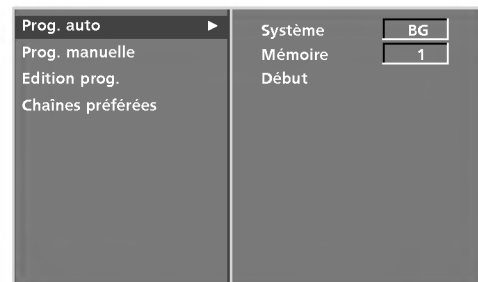 Prog. auto ►
Prog. manuelle
Edition prog.
Chaînes préférées
Système BG
Mémoire 1
Début